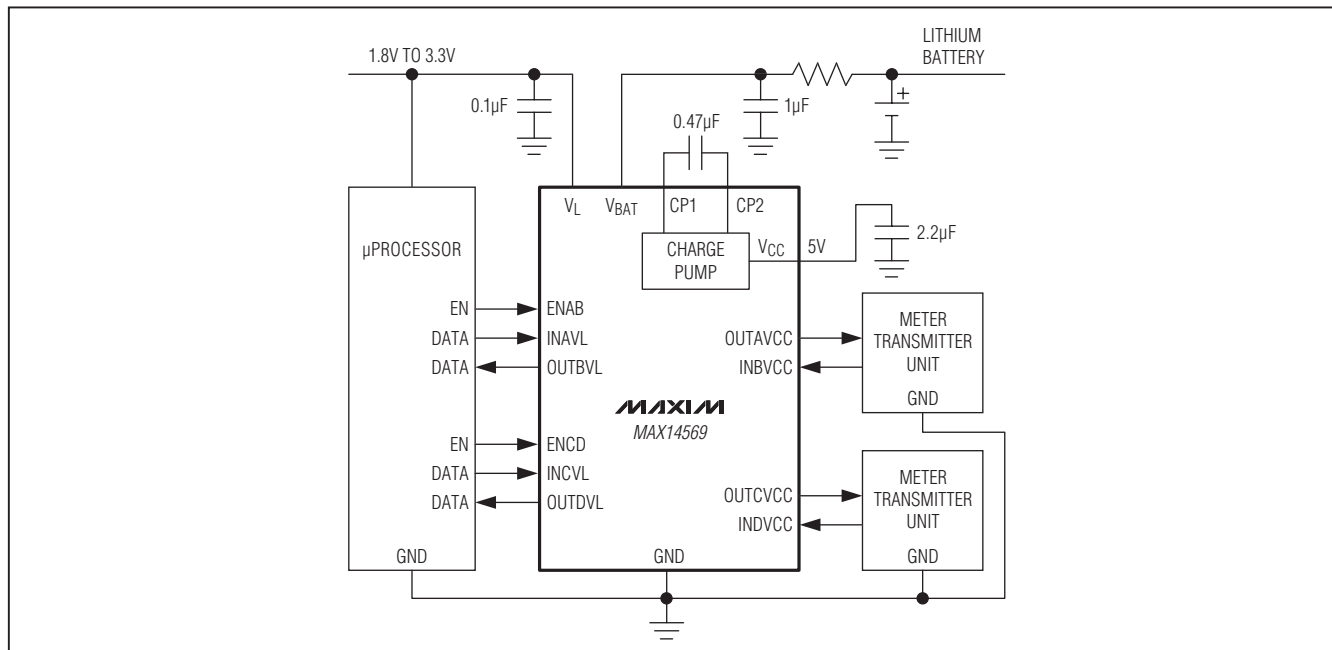 LITHIUM
BATTERY
1.8V TO 3.3V
0.1µF
1µF
+
0.47µF
VL
VBAT
CP1
CP2
µPROCESSOR
CHARGE
PUMP
VCC
5V
2.2µF
EN
ENAB
DATA
INAVL
DATA
OUTBVL
OUTAVCC
INBVCC
METER
TRANSMITTER
UNIT
GND
MAXIM
MAX14569
EN
ENCD
DATA
INCVL
DATA
OUTDVL
OUTCVCC
INDVCC
METER
TRANSMITTER
UNIT
GND
GND
GND